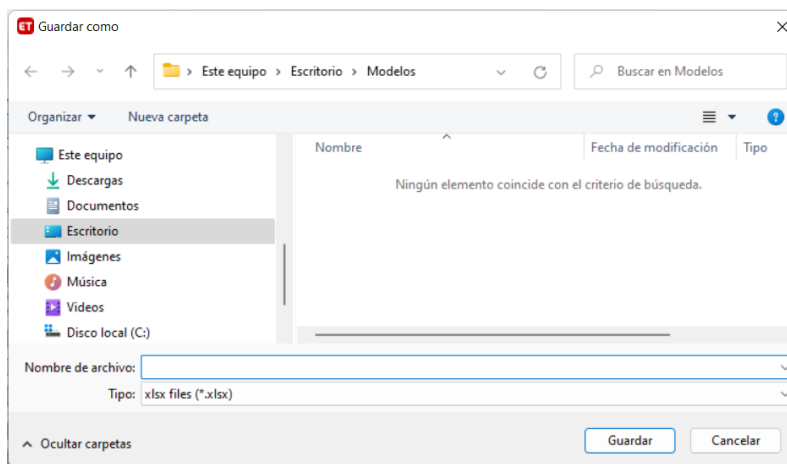 ET Guardar como
Este equipo > Escritorio > Modelos
Buscar en Modelos
Organizar Nueva carpeta
?
Nombre Fecha de modificación Tipo
Ningún elemento coincide con el criterio de búsqueda.
Este equipo
Descargas
Documentos
Escritorio
Imágenes
Música
Videos
Disco local (C:)
Nombre de archivo:
Tipo: xlsx files (*.xlsx)
Ocultar carpetas
Guardar Cancelar